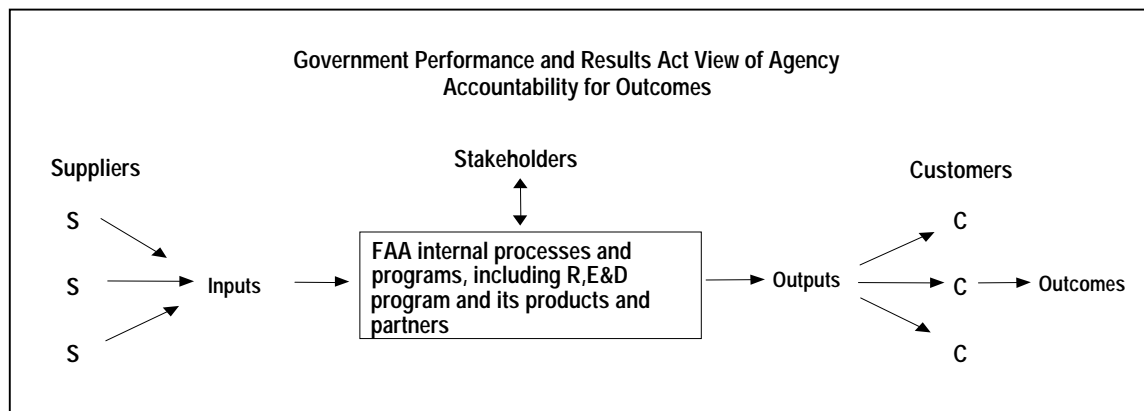 Government Performance and Results Act View of Agency
Accountability for Outcomes
Suppliers
Stakeholders
Customers
S
S
S
Inputs
FAA internal processes and
programs, including R,E&D
program and its products and
partners
Outputs
C
C
C
Outcomes